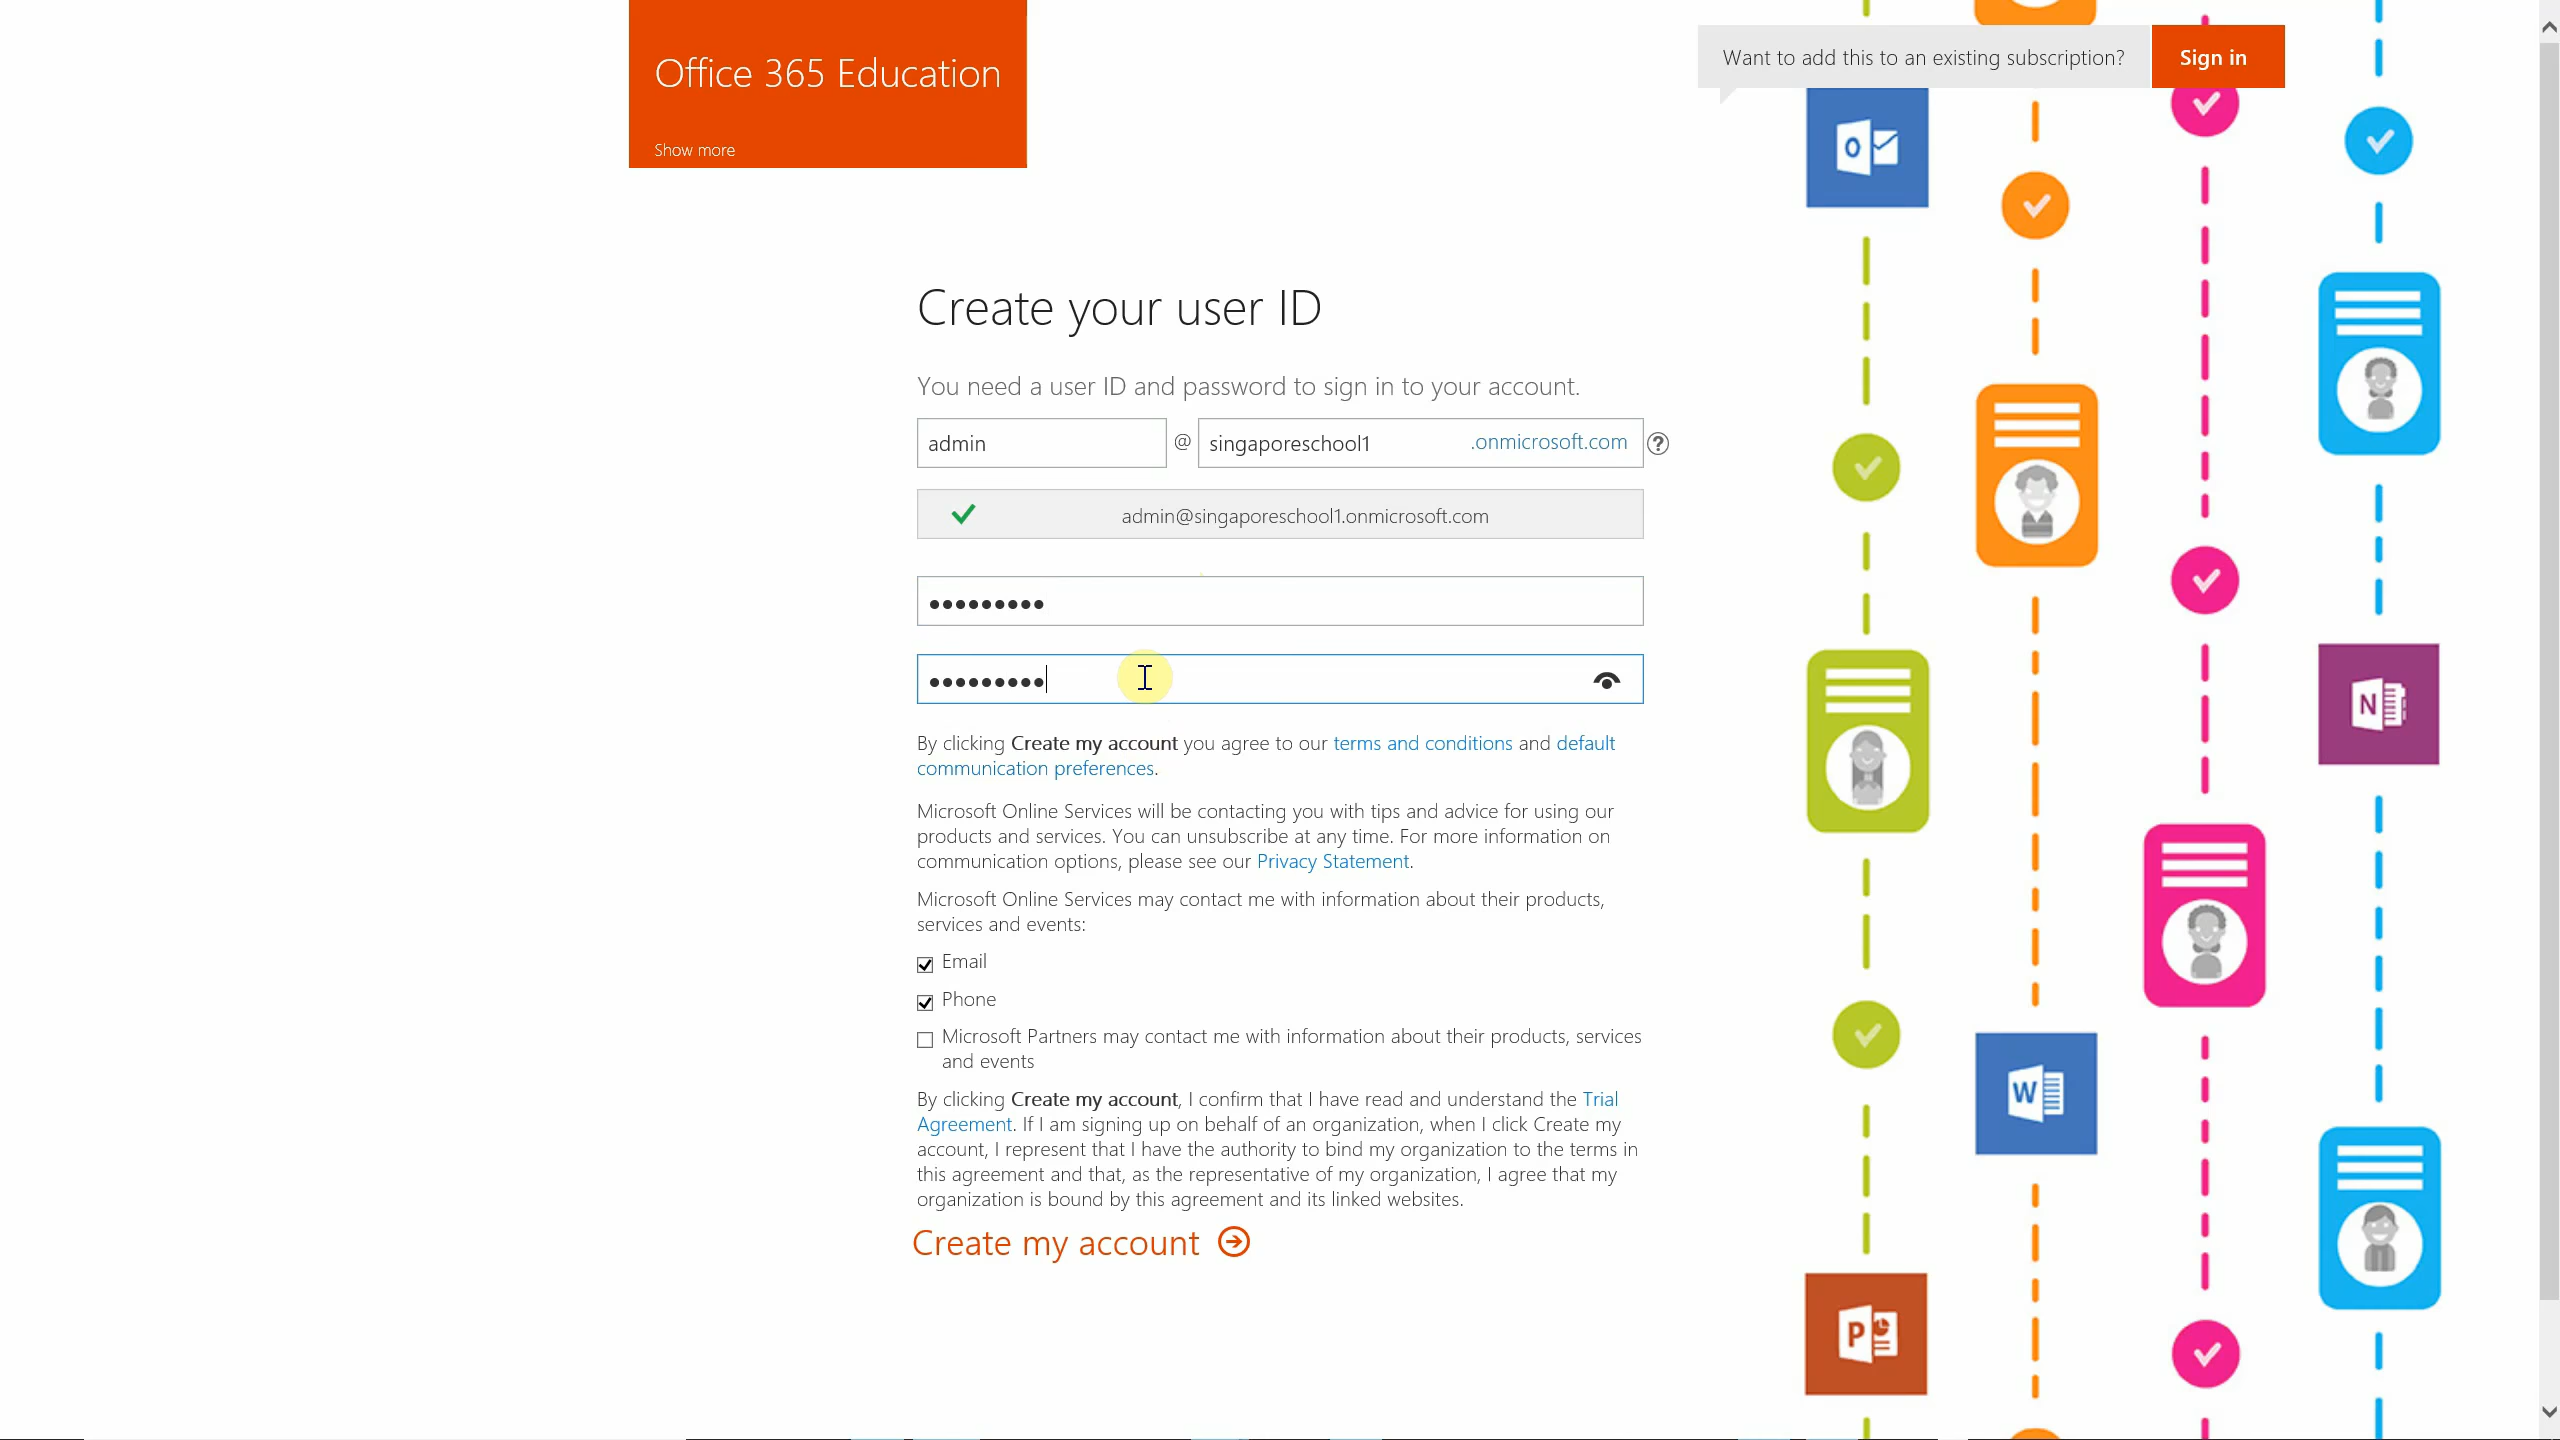 Office 365 Education
Show more
Want to add this to an existing subscription?
Sign in
Create your user ID
You need a user ID and password to sign in to your account.
admin @ singaporeschool1 .onmicrosoft.com ?
admin@singaporeschool1.onmicrosoft.com
•••••••••
•••••••••
By clicking Create my account you agree to our terms and conditions and default
communication preferences.
Microsoft Online Services will be contacting you with tips and advice for using our
products and services. You can unsubscribe at any time. For more information on
communication options, please see our Privacy Statement.
Microsoft Online Services may contact me with information about their products,
services and events:
Email
Phone
Microsoft Partners may contact me with information about their products, services
and events
By clicking Create my account, I confirm that I have read and understand the Trial
Agreement. If I am signing up on behalf of an organization, when I click Create my
account, I represent that I have the authority to bind my organization to the terms in
this agreement and that, as the representative of my organization, I agree that my
organization is bound by this agreement and its linked websites.
Create my account
O
N
W
P